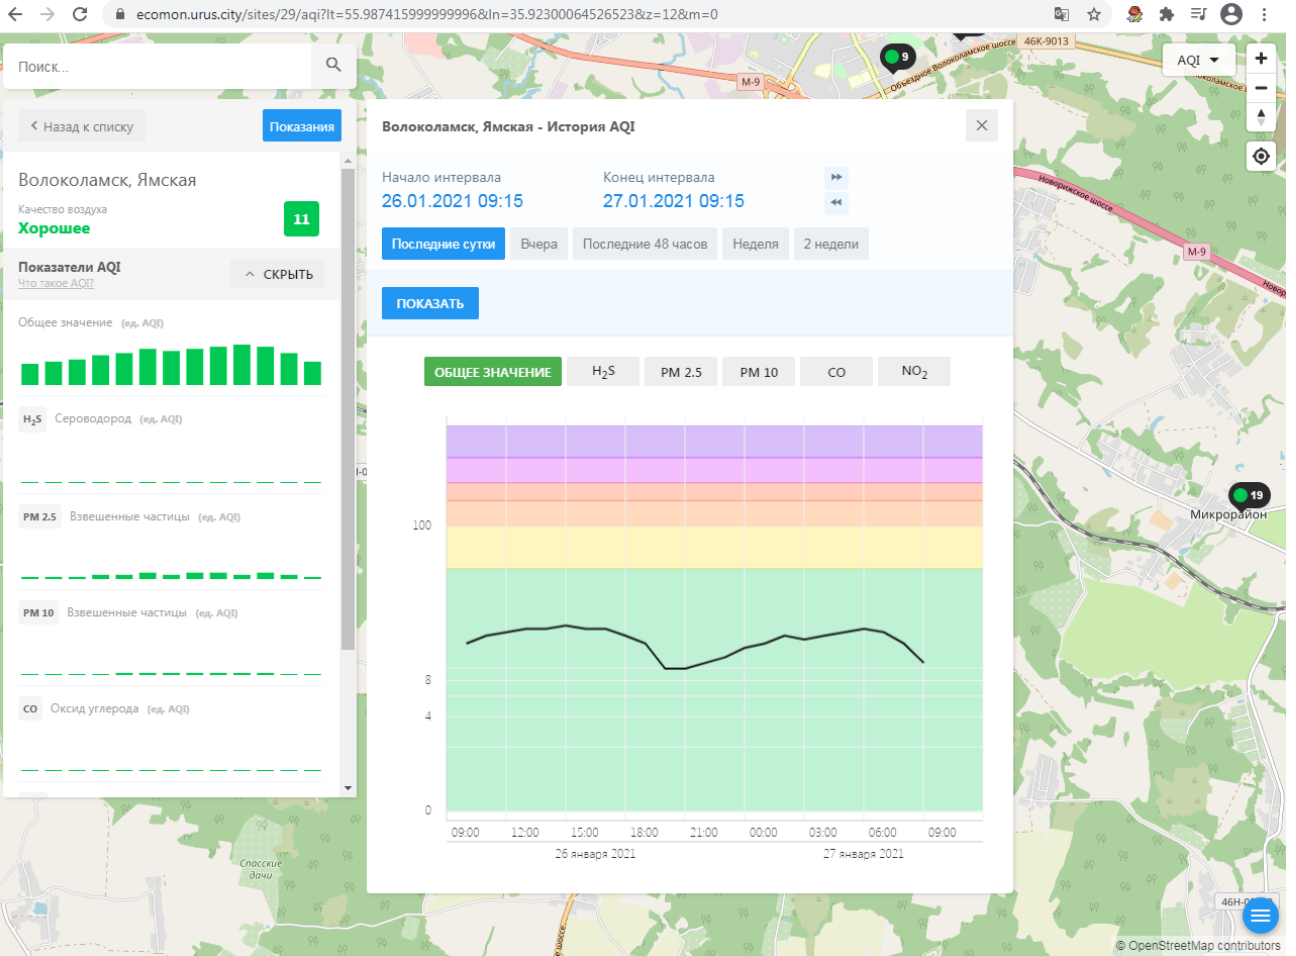 ecomon.urus.city/sites/29/aqi?lt=55.987415999999996&ln=35.92300064526523&z=12&m=0
Поиск...
46К-9013
Объездное Волоколамское шоссе
9
M-9
AQI
Назад к списку
Показания
Волоколамск, Ямская
Качество воздуха
Хорошее
11
Показатели AQI
Что такое AQI?
СКРЫТЬ
Общее значение (ед. AQI)
H2S Сероводород (ед. AQI)
PM 2.5 Взвешенные частицы (ед. AQI)
PM 10 Взвешенные частицы (ед. AQI)
CO Оксид углерода (ед. AQI)
Волоколамск, Ямская - История AQI
Начало интервала
26.01.2021 09:15
Конец интервала
27.01.2021 09:15
Последние сутки
Вчера
Последние 48 часов
Неделя
2 недели
ПОКАЗАТЬ
ОБЩЕЕ ЗНАЧЕНИЕ
H2S
PM 2.5
PM 10
CO
NO2
100
8
4
0
09:00 12:00 15:00 18:00 21:00 00:00 03:00 06:00 09:00
26 января 2021
27 января 2021
Новорижское шоссе
M-9
19
Микрорайон
Спасские
дачи
шоссе
© OpenStreetMap contributors